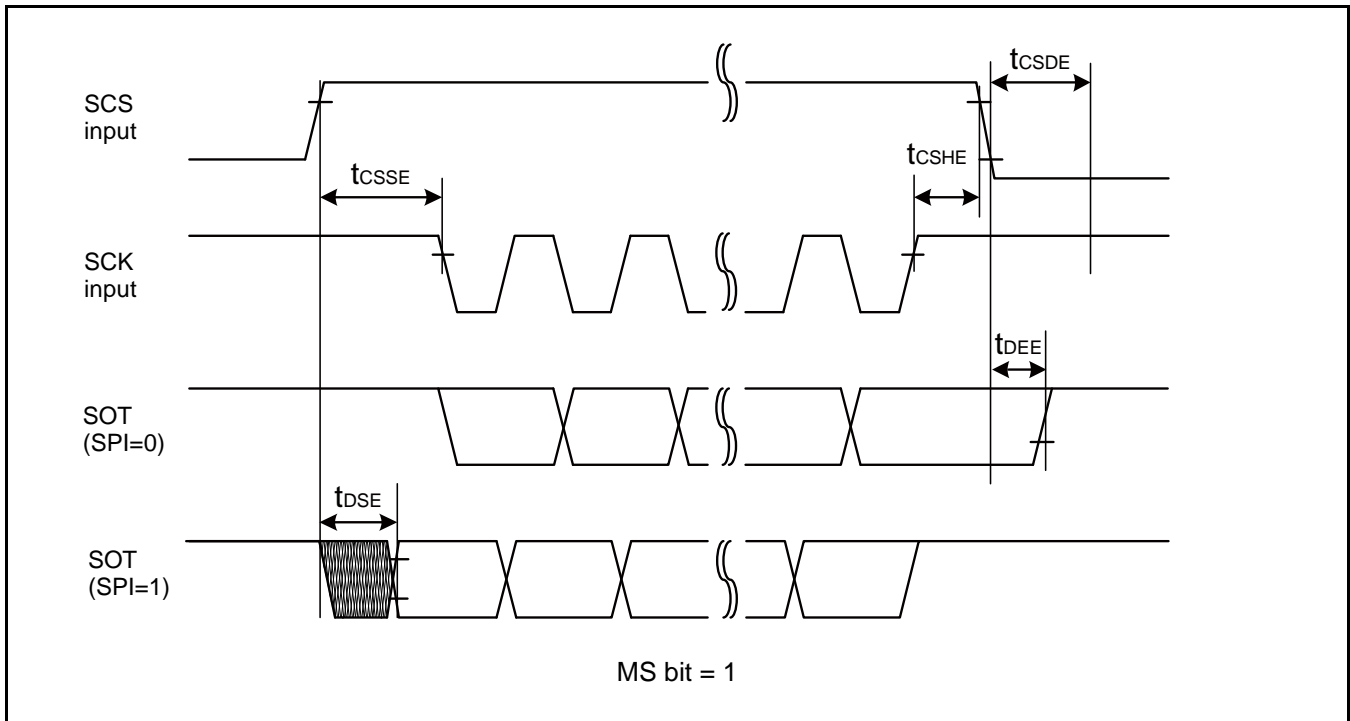 SCS
input
tCSDE
tCSHE
tCSSE
SCK
input
tDEE
SOT
(SPI=0)
tDSE
SOT
(SPI=1)
MS bit = 1